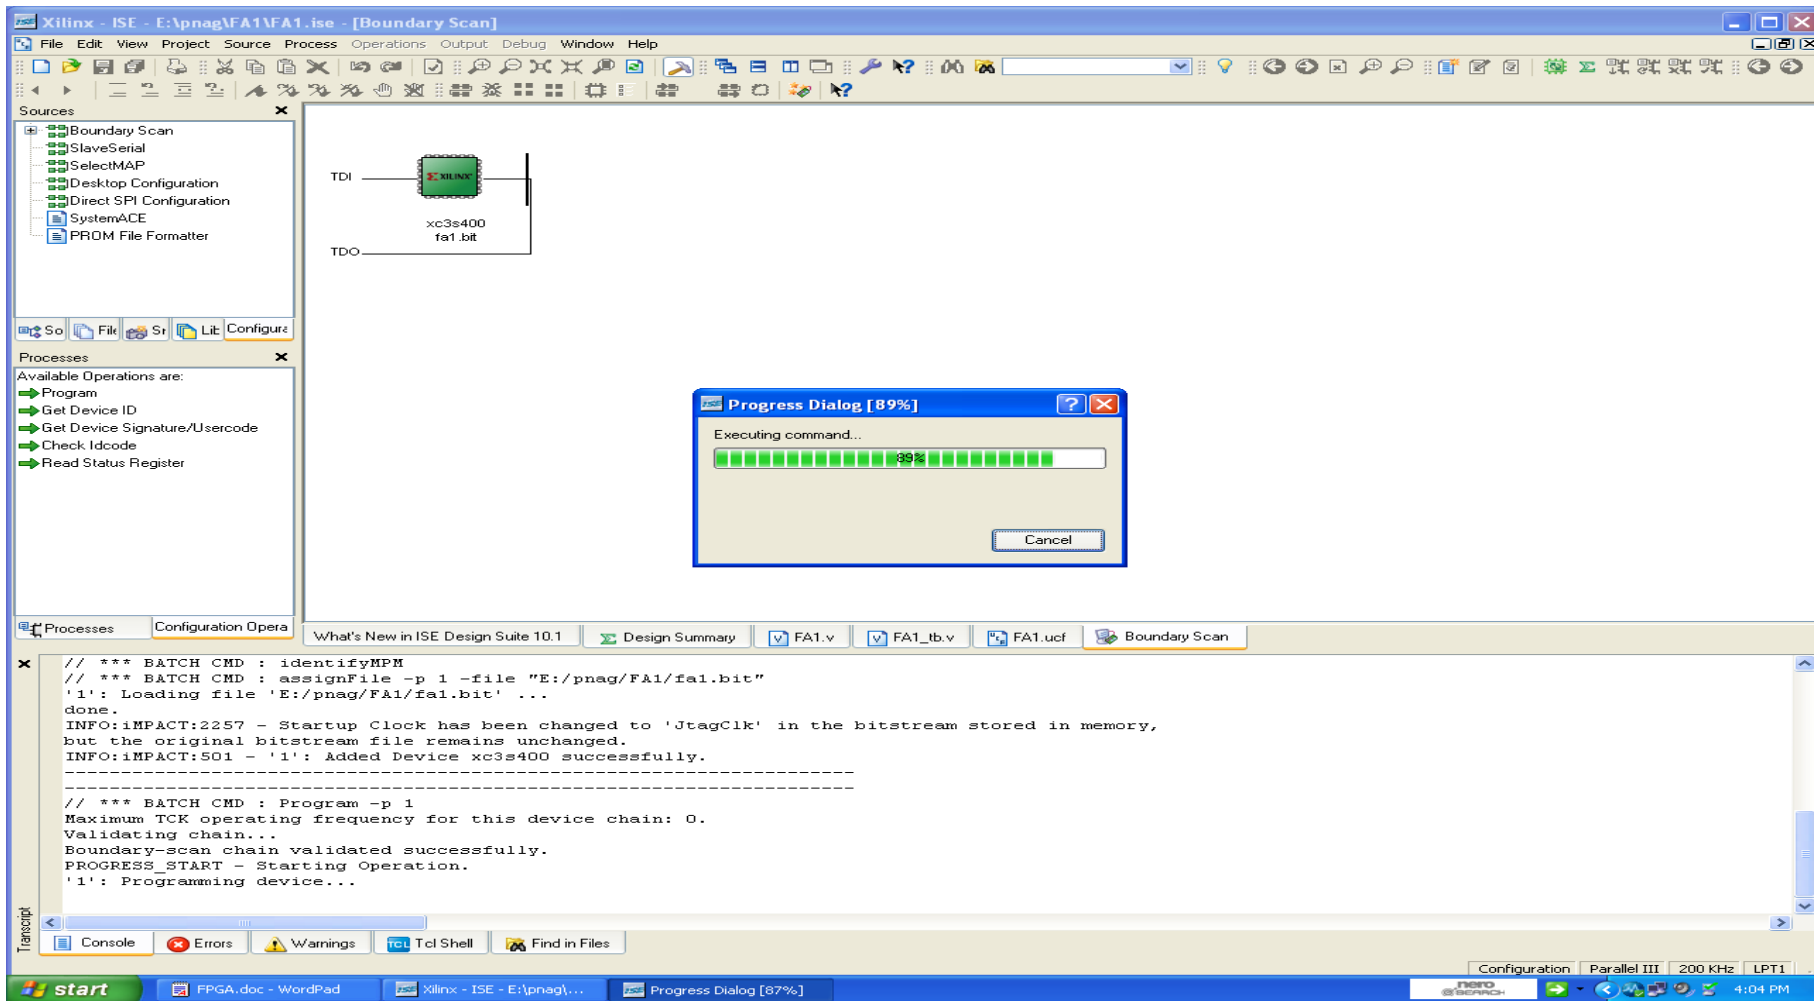 Xilinx - ISE - E:\pnag\FA1\FA1.ise - [Boundary Scan]
File Edit View Project Source Process Operations Output Debug Window Help
Sources
Boundary Scan
SlaveSerial
SelectMAP
Desktop Configuration
Direct SPI Configuration
SystemACE
PROM File Formatter
So File Sr Lit Configura
TDI
XILINX
xc3s400
fa1.bit
TDO
Processes
Available Operations are:
Program
Get Device ID
Get Device Signature/Usercode
Check Idcode
Read Status Register
Processes Configuration Opera
Progress Dialog [89%]
Executing command...
89%
Cancel
What's New in ISE Design Suite 10.1 Design Summary FA1.v FA1_tb.v FA1.ucf Boundary Scan
// *** BATCH CMD : identifyMPM
// *** BATCH CMD : assignFile -p 1 -file "E:/pnag/FA1/fa1.bit"
'1': Loading file 'E:/pnag/FA1/fa1.bit' ...
done.
INFO:iMPACT:2257 - Startup Clock has been changed to 'JtagClk' in the bitstream stored in memory,
but the original bitstream file remains unchanged.
INFO:iMPACT:501 - '1': Added Device xc3s400 successfully.
----------------------------------------------------------------------
----------------------------------------------------------------------
// *** BATCH CMD : Program -p 1
Maximum TCK operating frequency for this device chain: 0.
Validating chain...
Boundary-scan chain validated successfully.
PROGRESS_START - Starting Operation.
'1': Programming device...
Transcript
Console Errors Warnings TCL Tcl Shell Find in Files
Configuration Parallel III 200 KHz LPT1
start FPGA.doc - WordPad Xilinx - ISE - E:\pnag\... Progress Dialog [87%] nero SEARCH 4:04 PM